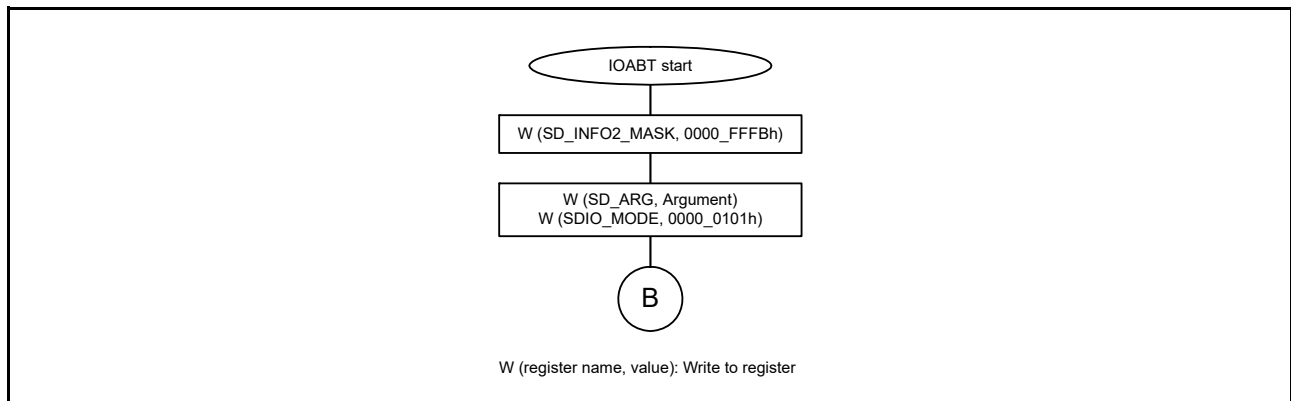 IOABT start
W (SD_INFO2_MASK, 0000_FFFBh)
W (SD_ARG, Argument)
W (SDIO_MODE, 0000_0101h)
B
W (register name, value): Write to register